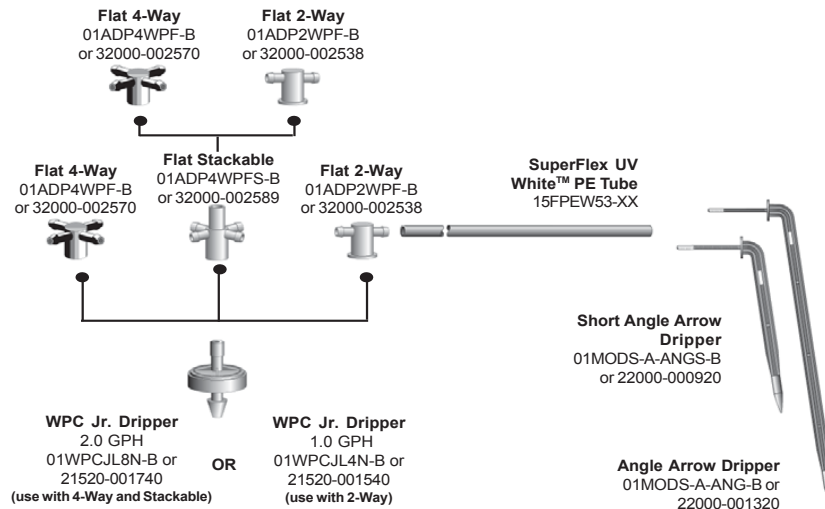 Flat 4-Way
01ADP4WPF-B
or 32000-002570
Flat 2-Way
01ADP2WPF-B
or 32000-002538
Flat 4-Way
01ADP4WPF-B
or 32000-002570
Flat Stackable
01ADP4WPFS-B
or 32000-002589
Flat 2-Way
01ADP2WPF-B
or 32000-002538
SuperFlex UV
White™ PE Tube
15FPEW53-XX
Short Angle Arrow
Dripper
01MODS-A-ANGS-B
or 22000-000920
WPC Jr. Dripper
2.0 GPH
01WPCJL8N-B or
21520-001740
(use with 4-Way and Stackable)
OR
WPC Jr. Dripper
1.0 GPH
01WPCJL4N-B or
21520-001540
(use with 2-Way)
Angle Arrow Dripper
01MODS-A-ANG-B or
22000-001320